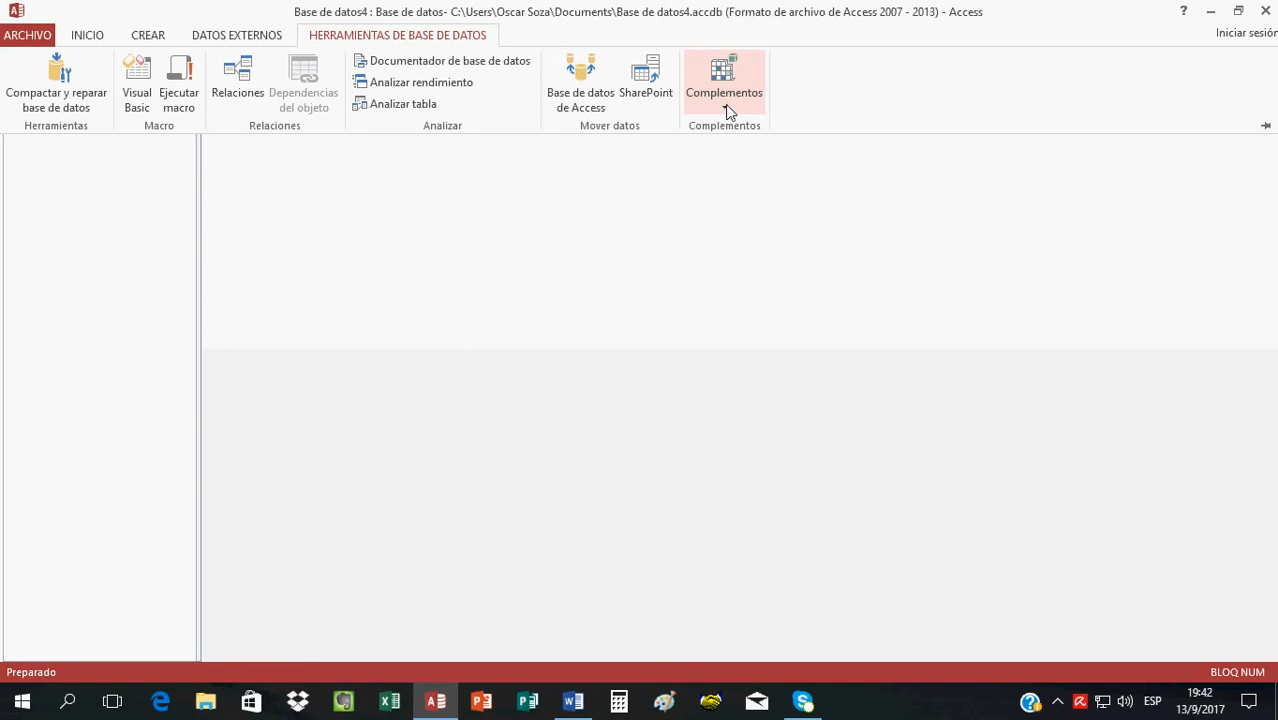 Base de datos4 : Base de datos- C:\Users\Oscar Soza\Documents\Base de datos4.accdb (Formato de archivo de Access 2007 - 2013) - Access
?
Iniciar sesión
ARCHIVO INICIO CREAR DATOS EXTERNOS HERRAMIENTAS DE BASE DE DATOS
Compactar y reparar
base de datos
Herramientas
Visual
Basic
Ejecutar
macro
Macro
Relaciones
Dependencias
del objeto
Relaciones
Documentador de base de datos
Analizar rendimiento
Analizar tabla
Analizar
Base de datos
de Access
SharePoint
Mover datos
Complementos
Complementos
Preparado
BLOQ NUM
ESP
19:42
13/9/2017